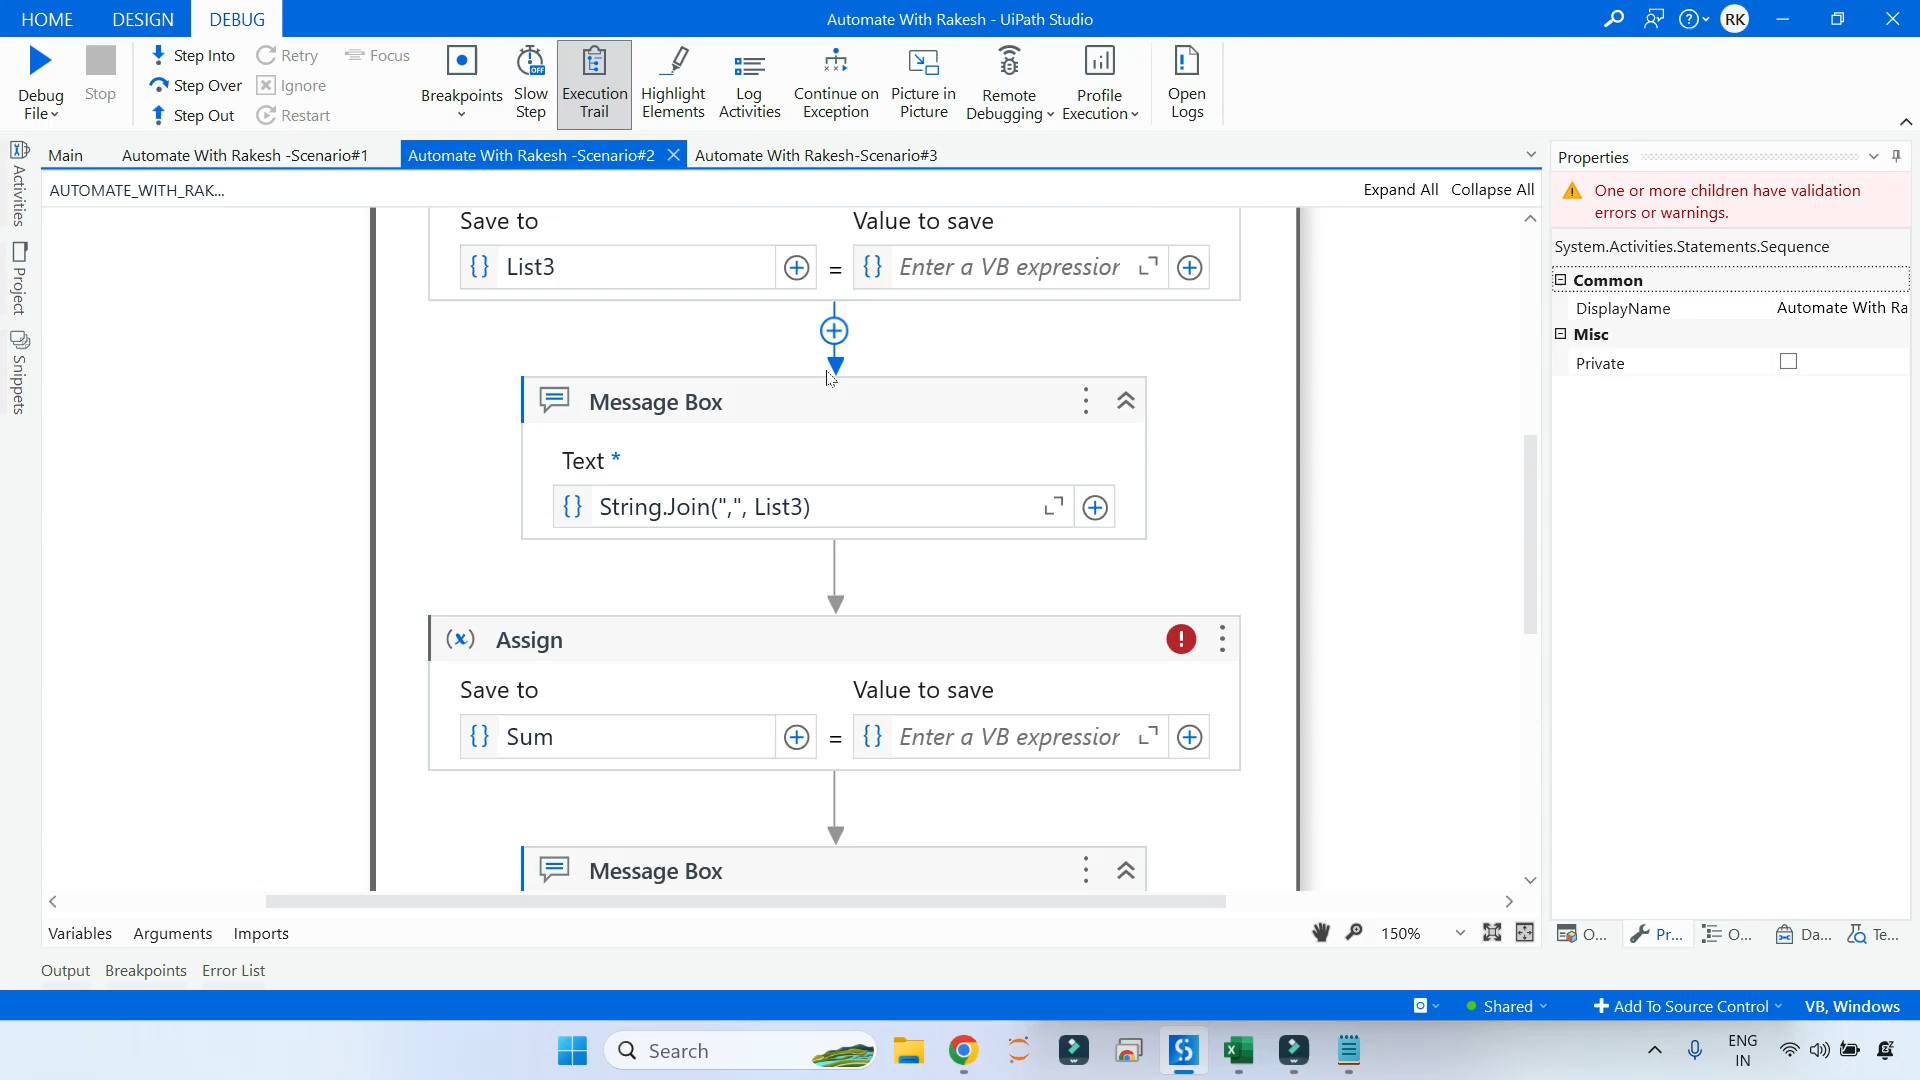 HOME DESIGN DEBUG Automate With Rakesh - UiPath Studio RK
Debug File Stop Step Into Step Over Step Out Retry Ignore Restart Focus
Breakpoints Slow Step Execution Trail Highlight Elements Log Activities Continue on Exception Picture in Picture Remote Debugging Profile Execution Open Logs
OFF
Main Automate With Rakesh -Scenario#1 Automate With Rakesh -Scenario#2 Automate With Rakesh-Scenario#3
AUTOMATE_WITH_RAK... Expand All Collapse All
Activities
Project
Snippets
Save to Value to save
List3 = Enter a VB expressior
Message Box
Text *
String.Join(",", List3)
Assign
Save to Value to save
Sum = Enter a VB expressior
Message Box
Properties
One or more children have validation
errors or warnings.
System.Activities.Statements.Sequence
Common
DisplayName Automate With Ra
Misc
Private
Variables Arguments Imports 150% O... Pr... O... Da... Te...
Output Breakpoints Error List
Shared Add To Source Control VB, Windows
Search ENG
IN